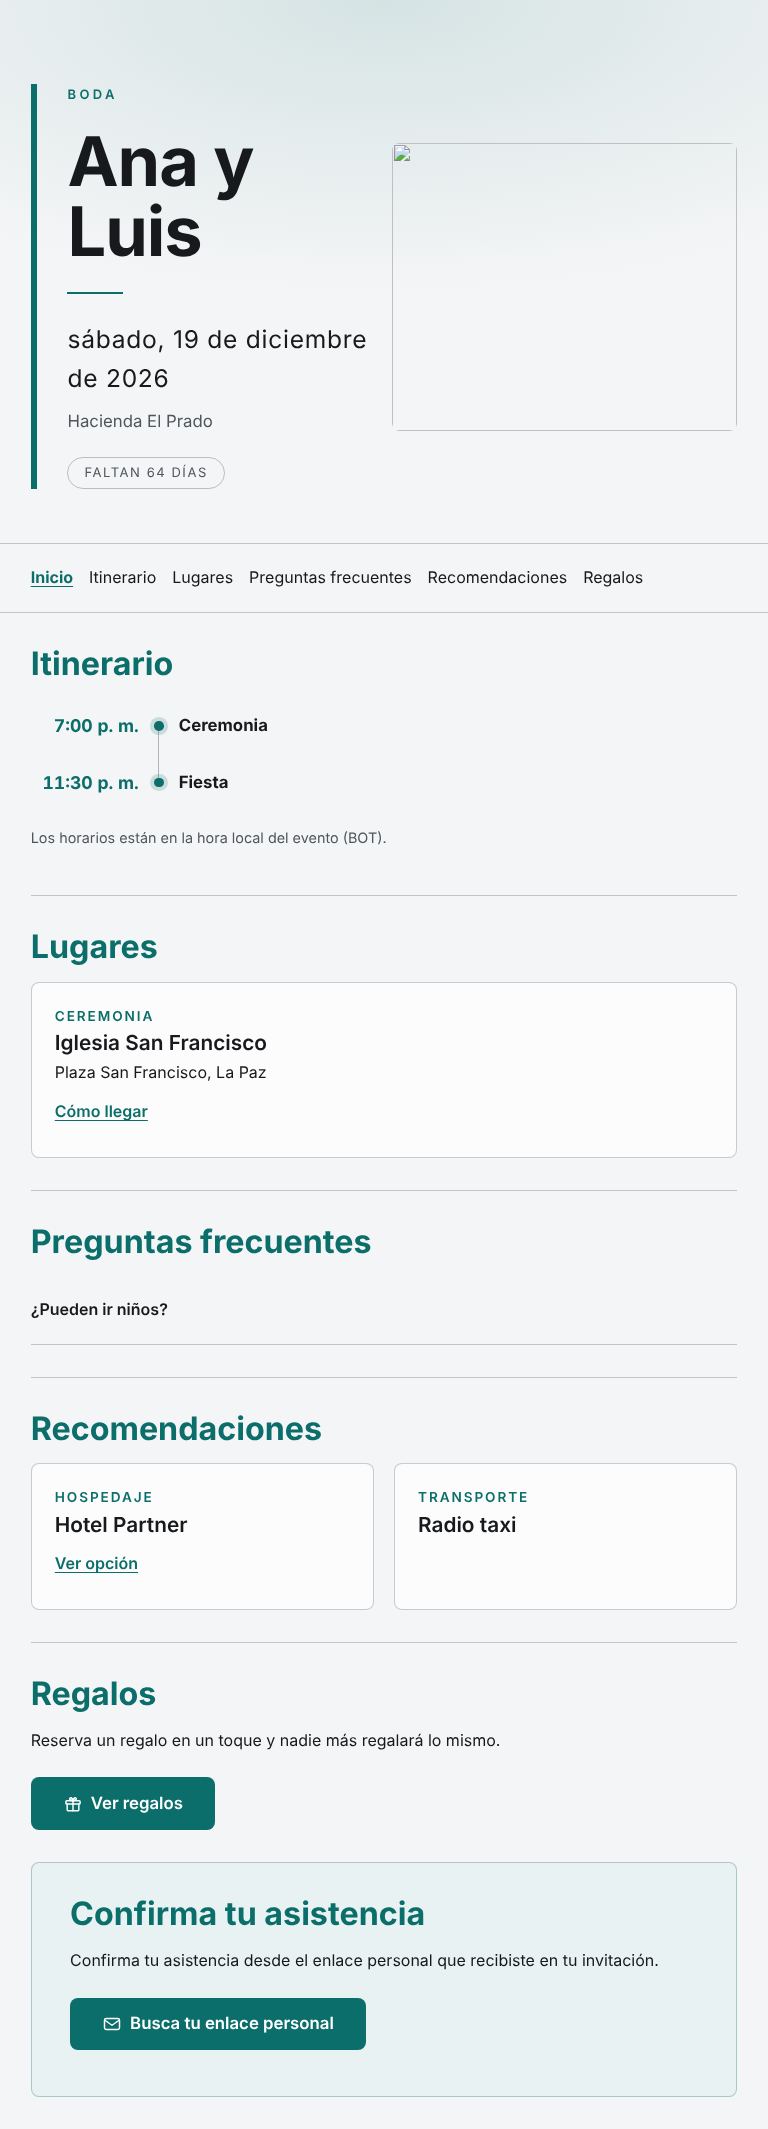 BODA
Ana y
Luis
sábado, 19 de diciembre
de 2026
Hacienda El Prado
FALTAN 64 DÍAS
Inicio Itinerario Lugares Preguntas frecuentes Recomendaciones Regalos
Itinerario
7:00 p. m. Ceremonia
11:30 p. m. Fiesta
Los horarios están en la hora local del evento (BOT).
Lugares
CEREMONIA
Iglesia San Francisco
Plaza San Francisco, La Paz
Cómo llegar
Preguntas frecuentes
¿Pueden ir niños?
Recomendaciones
HOSPEDAJE
Hotel Partner
Ver opción
TRANSPORTE
Radio taxi
Regalos
Reserva un regalo en un toque y nadie más regalará lo mismo.
Ver regalos
Confirma tu asistencia
Confirma tu asistencia desde el enlace personal que recibiste en tu invitación.
Busca tu enlace personal